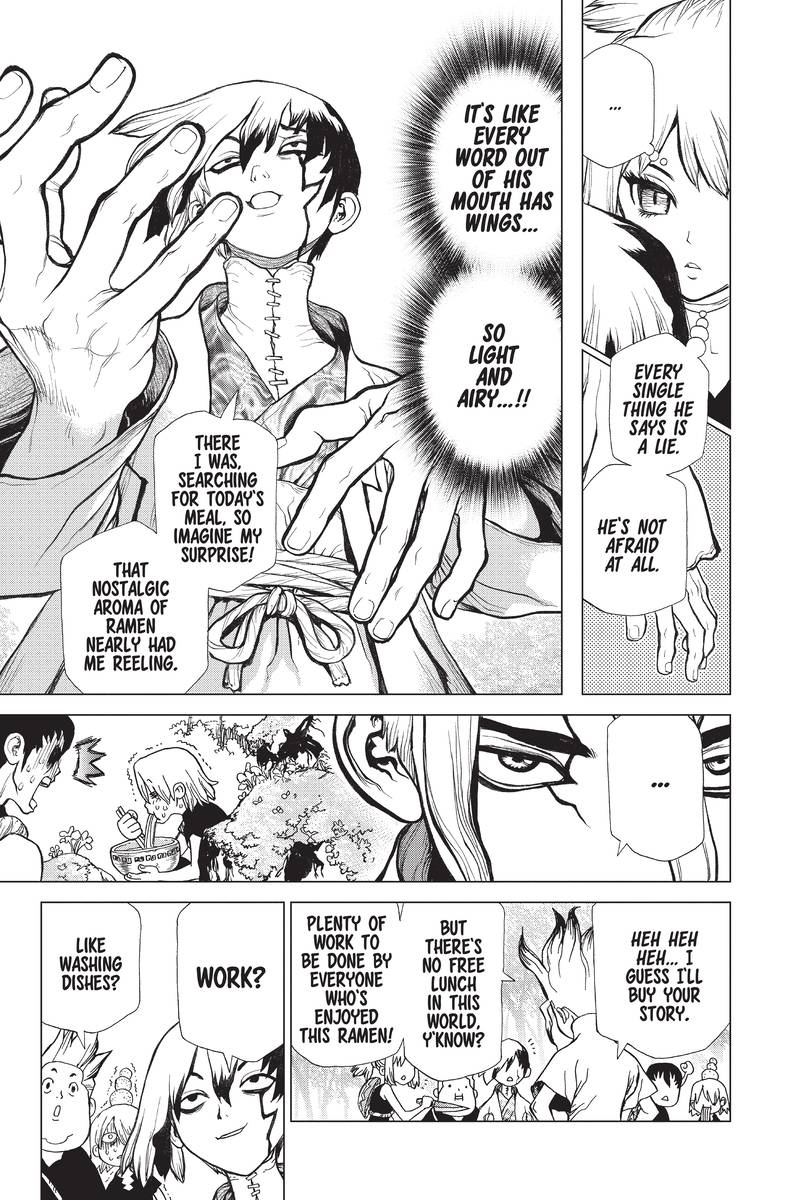 ...
EVERY
SINGLE
THING HE
SAYS IS
A LIE.
HE'S NOT
AFRAID
AT ALL.
IT'S LIKE
EVERY
WORD OUT
OF HIS
MOUTH HAS
WINGS...
SO
LIGHT
AND
AIRY...!!
THERE
I WAS,
SEARCHING
FOR TODAY'S
MEAL, SO
IMAGINE MY
SURPRISE!
THAT
NOSTALGIC
AROMA OF
RAMEN
NEARLY HAD
ME REELING.
...
HEH HEH
HEH... I
GUESS I'LL
BUY YOUR
STORY.
BUT
THERE'S
NO FREE
LUNCH IN
THIS
WORLD,
Y'KNOW?
PLENTY OF
WORK TO
BE DONE BY
EVERYONE
WHO'S
ENJOYED
THIS RAMEN!
WORK?
LIKE
WASHING
DISHES?